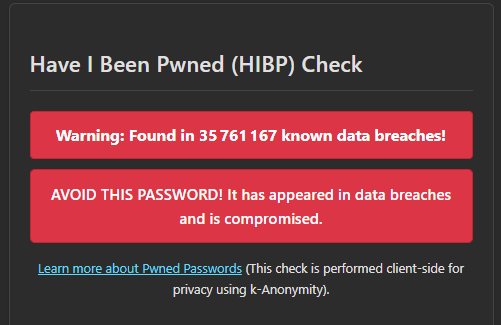 Have I Been Pwned (HIBP) Check
Warning: Found in 35 761 167 known data breaches!
AVOID THIS PASSWORD! It has appeared in data breaches
and is compromised.
Learn more about Pwned Passwords (This check is performed client-side for
privacy using k-Anonymity).